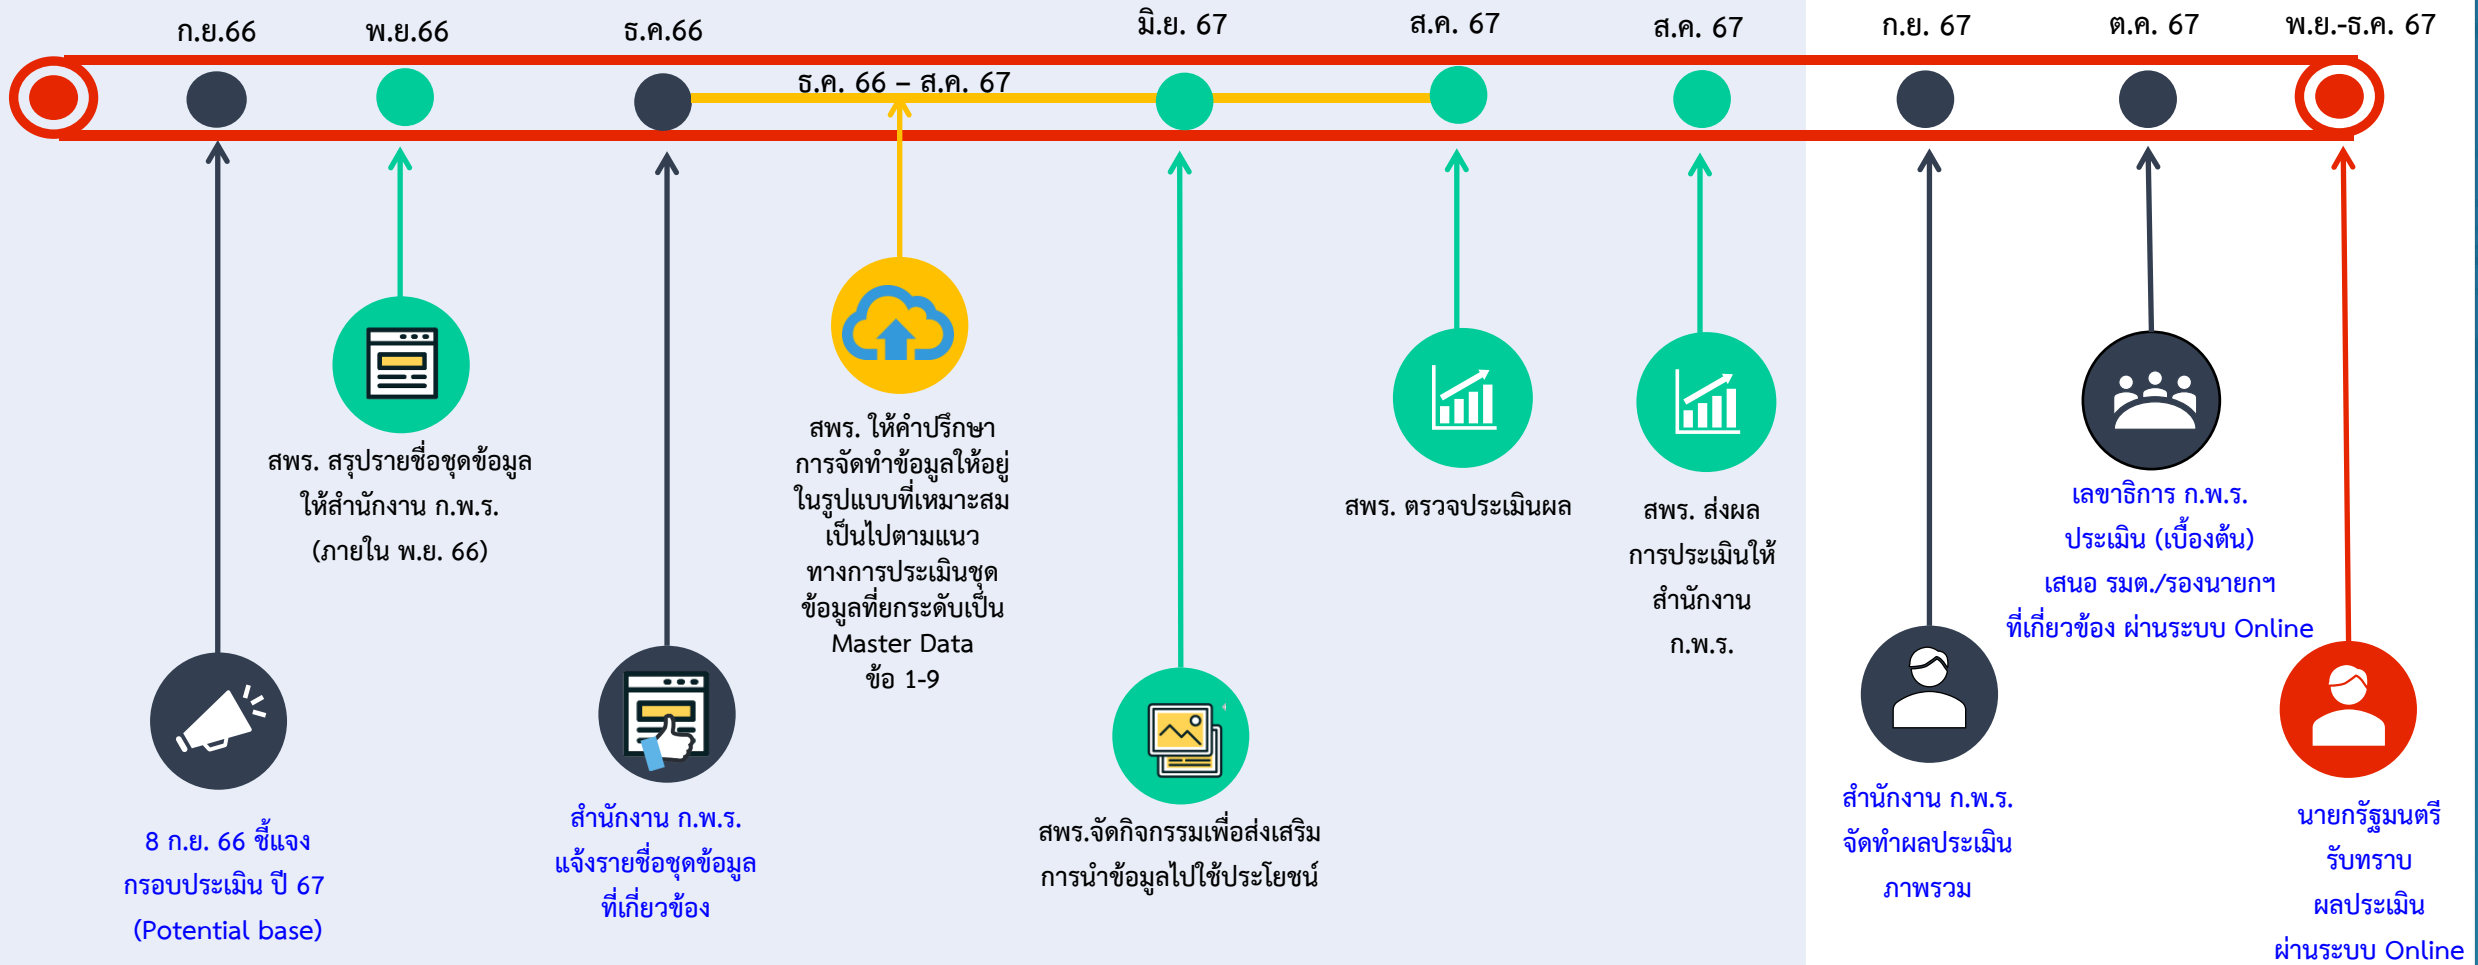 ก.ย.66
พ.ย.66
ธ.ค.66
มิ.ย. 67
ส.ค. 67
ส.ค. 67
ก.ย. 67
ต.ค. 67
พ.ย.-ธ.ค. 67
ธ.ค. 66 – ส.ค. 67
8 ก.ย. 66 ชี้แจง
กรอบประเมิน ปี 67
(Potential base)
สพร. สรุปรายชื่อชุดข้อมูล
ให้สำนักงาน ก.พ.ร.
(ภายใน พ.ย. 66)
สำนักงาน ก.พ.ร.
แจ้งรายชื่อชุดข้อมูล
ที่เกี่ยวข้อง
สพร. ให้คำปรึกษา
การจัดทำข้อมูลให้อยู่
ในรูปแบบที่เหมาะสม
เป็นไปตามแนว
ทางการประเมินชุด
ข้อมูลที่ยกระดับเป็น
Master Data
ข้อ 1-9
สพร.จัดกิจกรรมเพื่อส่งเสริม
การนำข้อมูลไปใช้ประโยชน์
สพร. ตรวจประเมินผล
สพร. ส่งผล
การประเมินให้
สำนักงาน
ก.พ.ร.
สำนักงาน ก.พ.ร.
จัดทำผลประเมิน
ภาพรวม
เลขาธิการ ก.พ.ร.
ประเมิน (เบื้องต้น)
เสนอ รมต./รองนายกฯ
ที่เกี่ยวข้อง ผ่านระบบ Online
นายกรัฐมนตรี
รับทราบ
ผลประเมิน
ผ่านระบบ Online